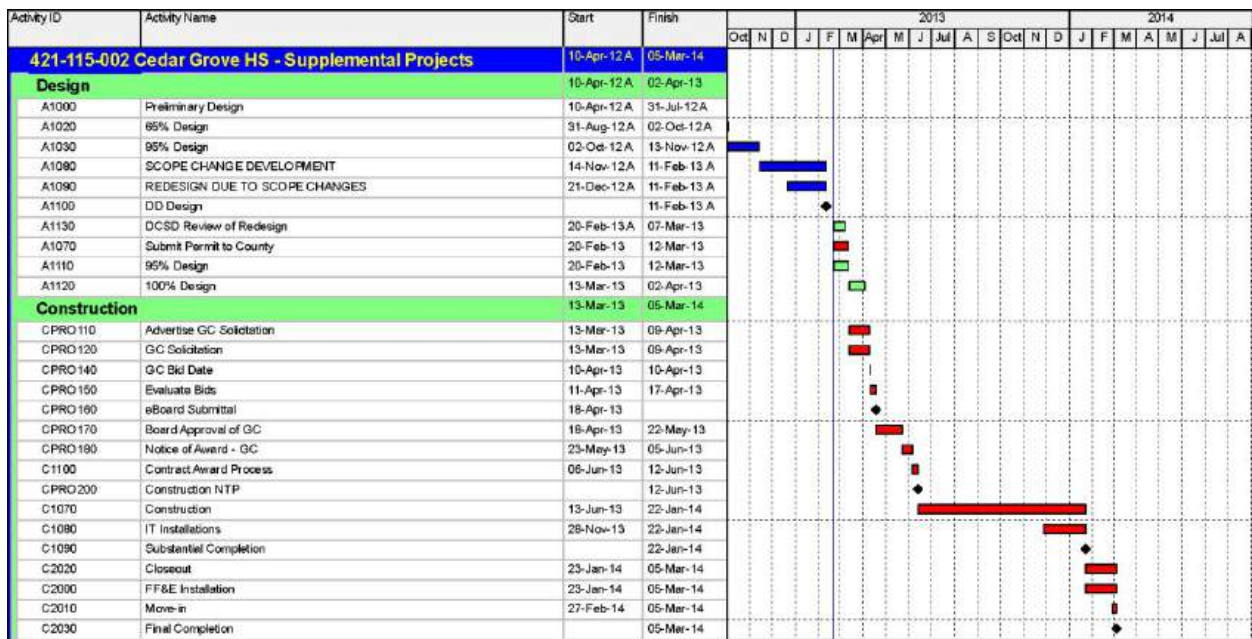 Activity ID Activity Name Start Finish 2013 2014
Oct N D J F M Apr M J Jul A S Oct N D J F M A M J Jul A
421-115-002 Cedar Grove HS - Supplemental Projects 10-Apr-12 A 05-Mar-14
Design 10-Apr-12 A 02-Apr-13
A1000 Preliminary Design 10-Apr-12 A 31-Jul-12 A
A1020 65% Design 31-Aug-12 A 02-Oct-12 A
A1030 95% Design 02-Oct-12 A 13-Nov-12 A
A1080 SCOPE CHANGE DEVELOPMENT 14-Nov-12 A 11-Feb-13 A
A1090 REDESIGN DUE TO SCOPE CHANGES 21-Dec-12 A 11-Feb-13 A
A1100 DD Design 11-Feb-13 A
A1130 DCSD Review of Redesign 20-Feb-13 A 07-Mar-13
A1070 Submit Permit to County 20-Feb-13 12-Mar-13
A1110 95% Design 20-Feb-13 12-Mar-13
A1120 100% Design 13-Mar-13 02-Apr-13
Construction 13-Mar-13 05-Mar-14
CPRO110 Advertise GC Solicitation 13-Mar-13 09-Apr-13
CPRO120 GC Solicitation 13-Mar-13 09-Apr-13
CPRO140 GC Bid Date 10-Apr-13 10-Apr-13
CPRO150 Evaluate Bids 11-Apr-13 17-Apr-13
CPRO160 eBoard Submittal 18-Apr-13
CPRO170 Board Approval of GC 18-Apr-13 22-May-13
CPRO180 Notice of Award - GC 23-May-13 05-Jun-13
C1100 Contract Award Process 06-Jun-13 12-Jun-13
CPRO200 Construction NTP 12-Jun-13
C1070 Construction 13-Jun-13 22-Jan-14
C1080 IT Installations 28-Nov-13 22-Jan-14
C1090 Substantial Completion 22-Jan-14
C2020 Closeout 23-Jan-14 05-Mar-14
C2000 FF&E Installation 23-Jan-14 05-Mar-14
C2010 Move-in 27-Feb-14 05-Mar-14
C2030 Final Completion 05-Mar-14